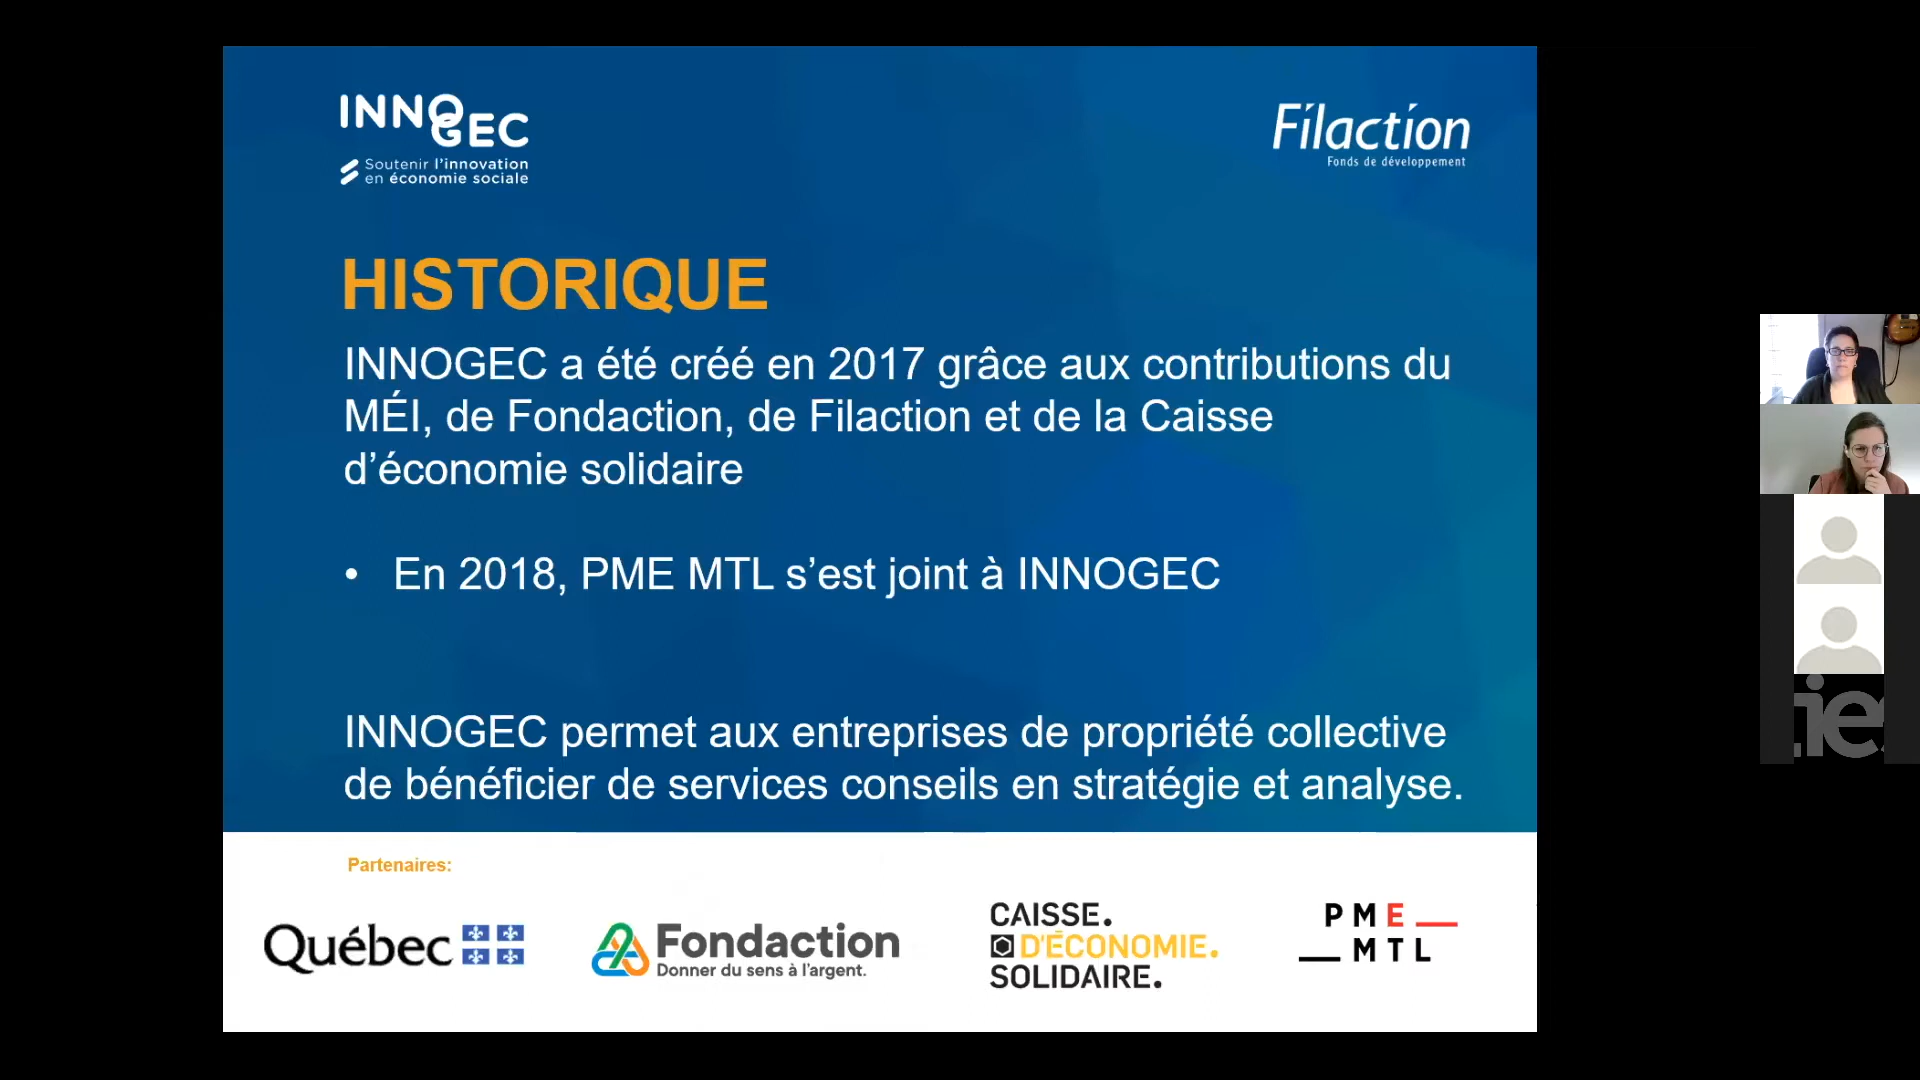 INNOGEC
Soutenir l'innovation
en économie sociale
Filaction
Fonds de développement
HISTORIQUE
INNOGEC a été créé en 2017 grâce aux contributions du
MÉI, de Fondaction, de Filaction et de la Caisse
d’économie solidaire
• En 2018, PME MTL s’est joint à INNOGEC
INNOGEC permet aux entreprises de propriété collective
de bénéficier de services conseils en stratégie et analyse.
Partenaires:
Québec
Fondaction
Donner du sens à l'argent.
CAISSE.
D'ÉCONOMIE.
SOLIDAIRE.
PME
MTL